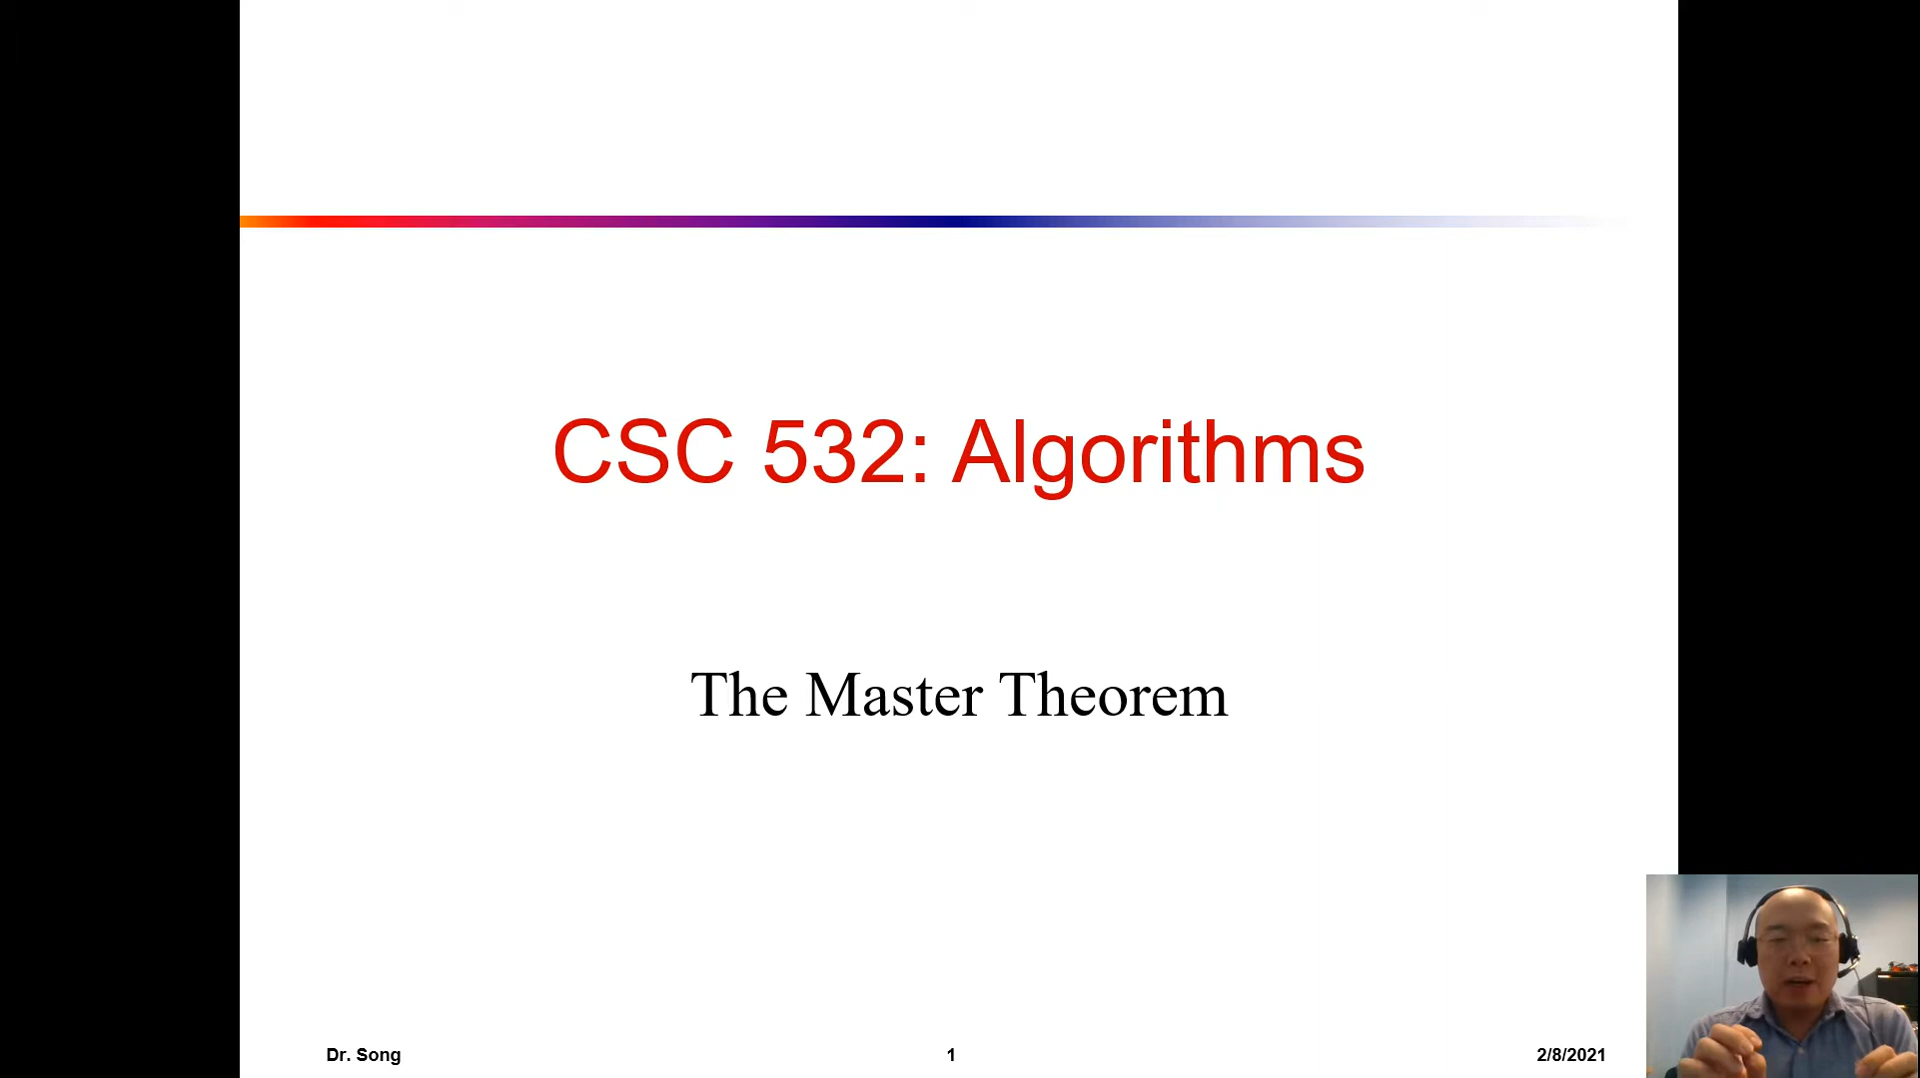 CSC 532: Algorithms
The Master Theorem
Dr. Song
1
2/8/2021